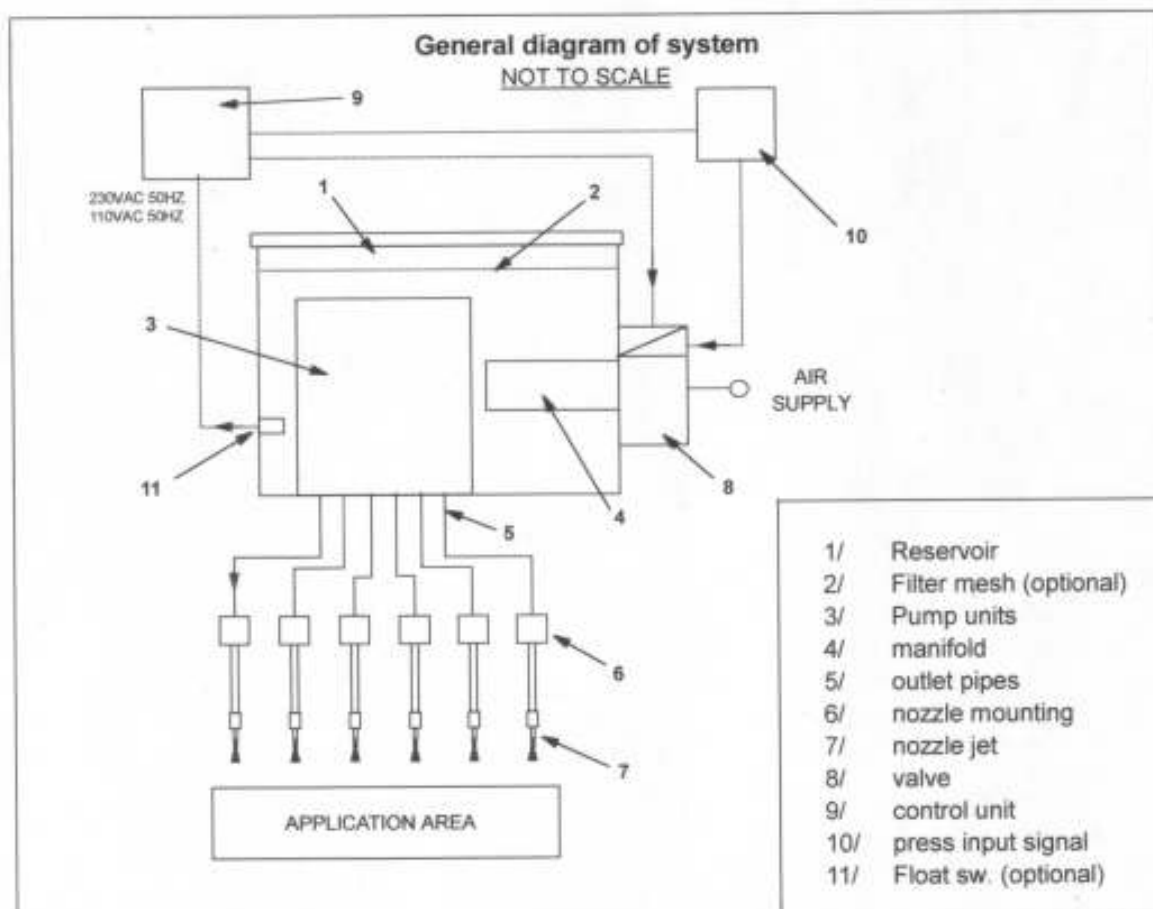 General diagram of system
NOT TO SCALE
9
230VAC 50HZ
110VAC 50HZ
1
2
10
3
AIR
SUPPLY
11
4
8
5
6
7
APPLICATION AREA
1/ Reservoir
2/ Filter mesh (optional)
3/ Pump units
4/ manifold
5/ outlet pipes
6/ nozzle mounting
7/ nozzle jet
8/ valve
9/ control unit
10/ press input signal
11/ Float sw. (optional)